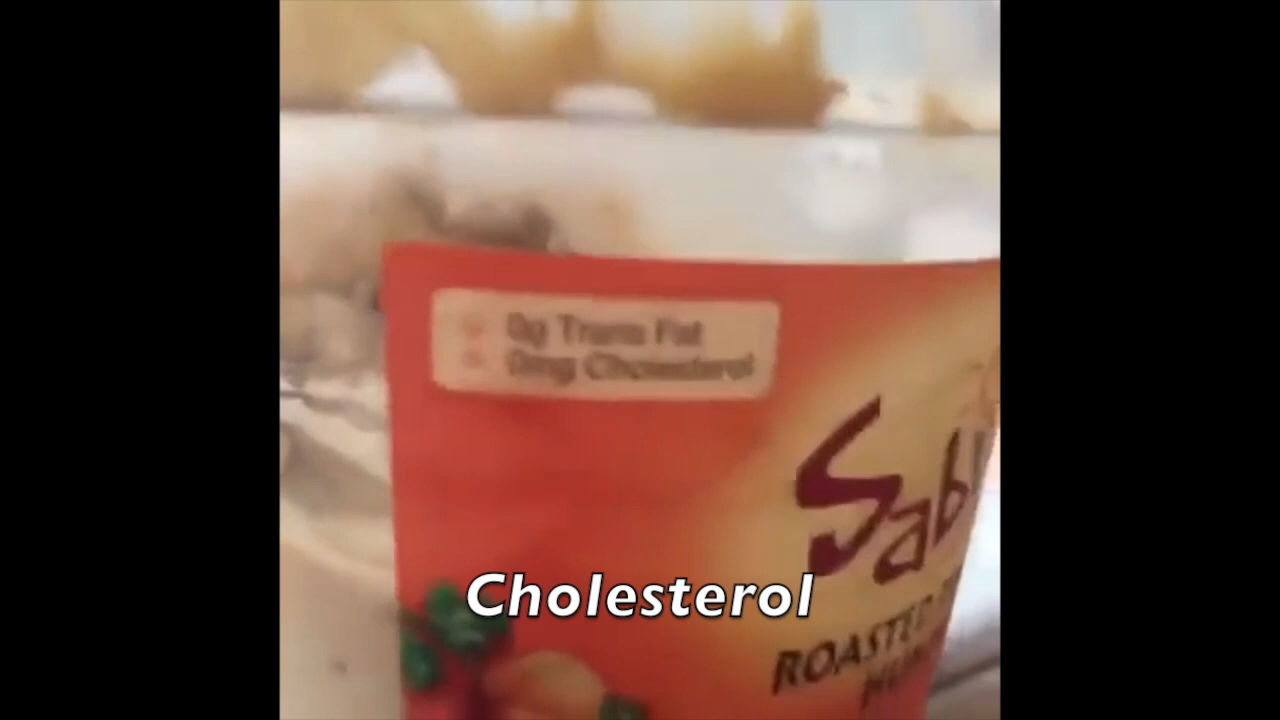 0g Trans Fat
0mg Cholesterol
Sab
ROASTED
Cholesterol